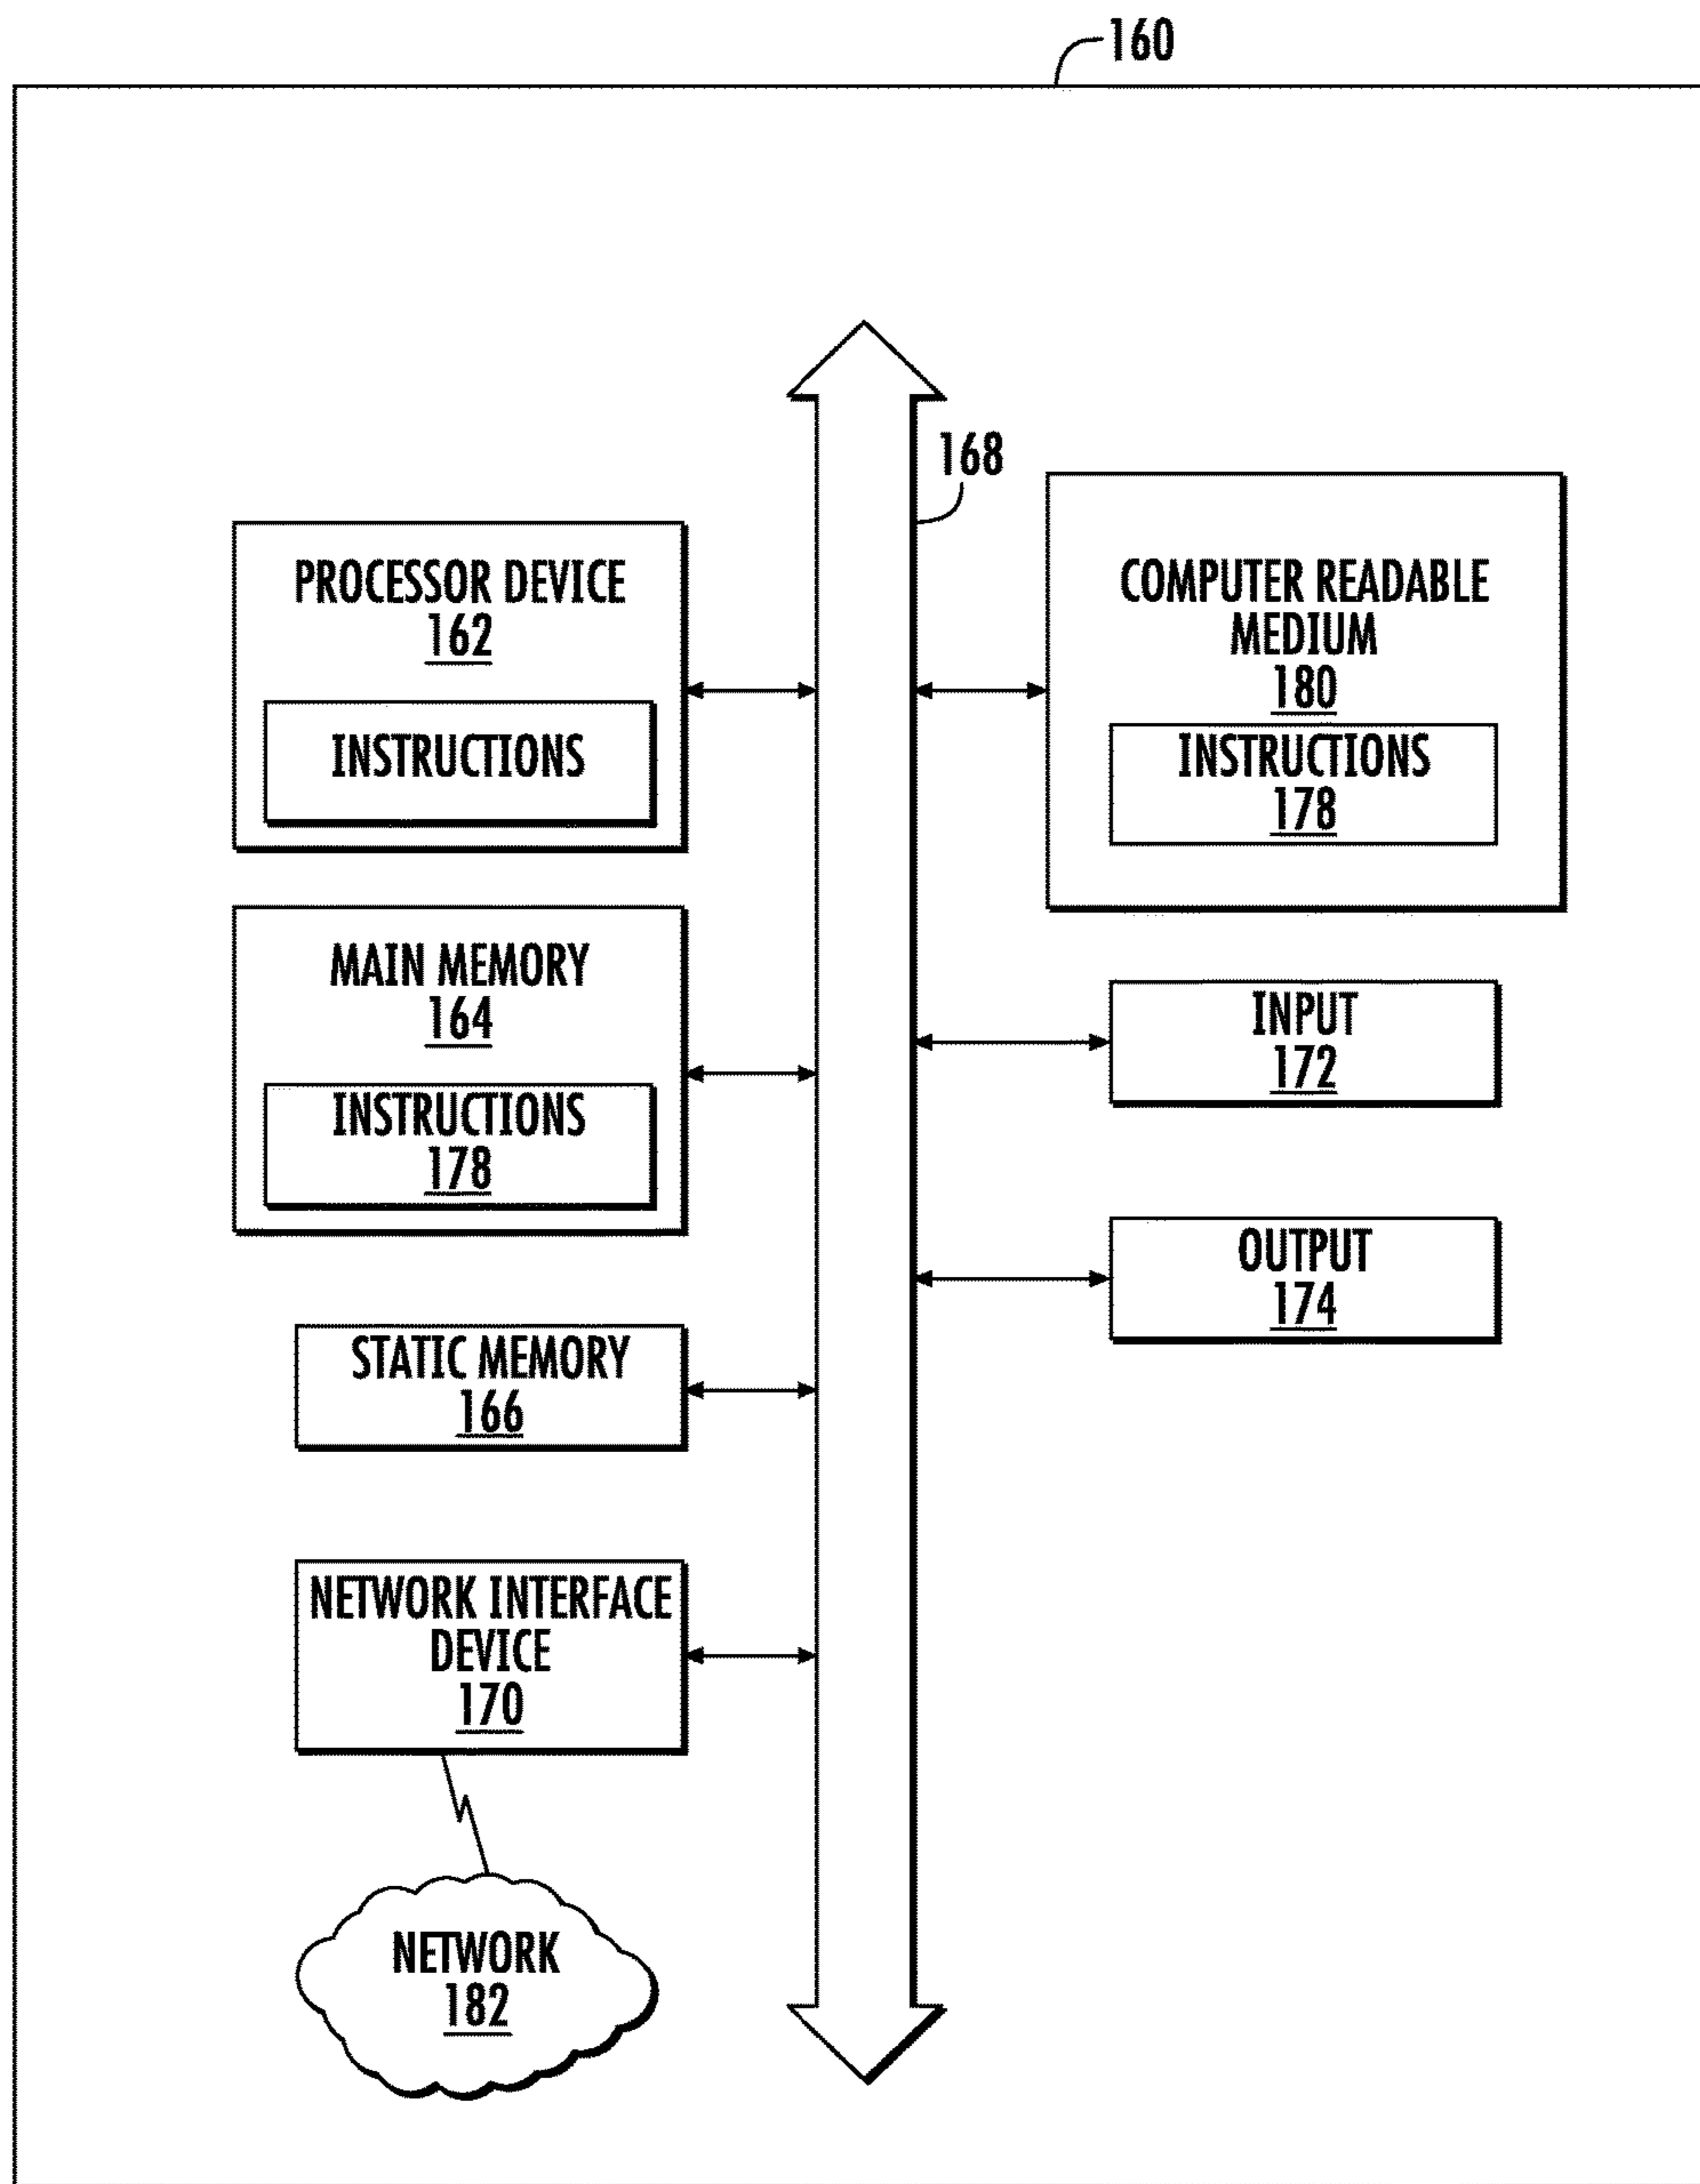 160
168
PROCESSOR DEVICE
162
INSTRUCTIONS
MAIN MEMORY
164
INSTRUCTIONS
178
STATIC MEMORY
166
NETWORK INTERFACE
DEVICE
170
NETWORK
182
COMPUTER READABLE
MEDIUM
180
INSTRUCTIONS
178
INPUT
172
OUTPUT
174